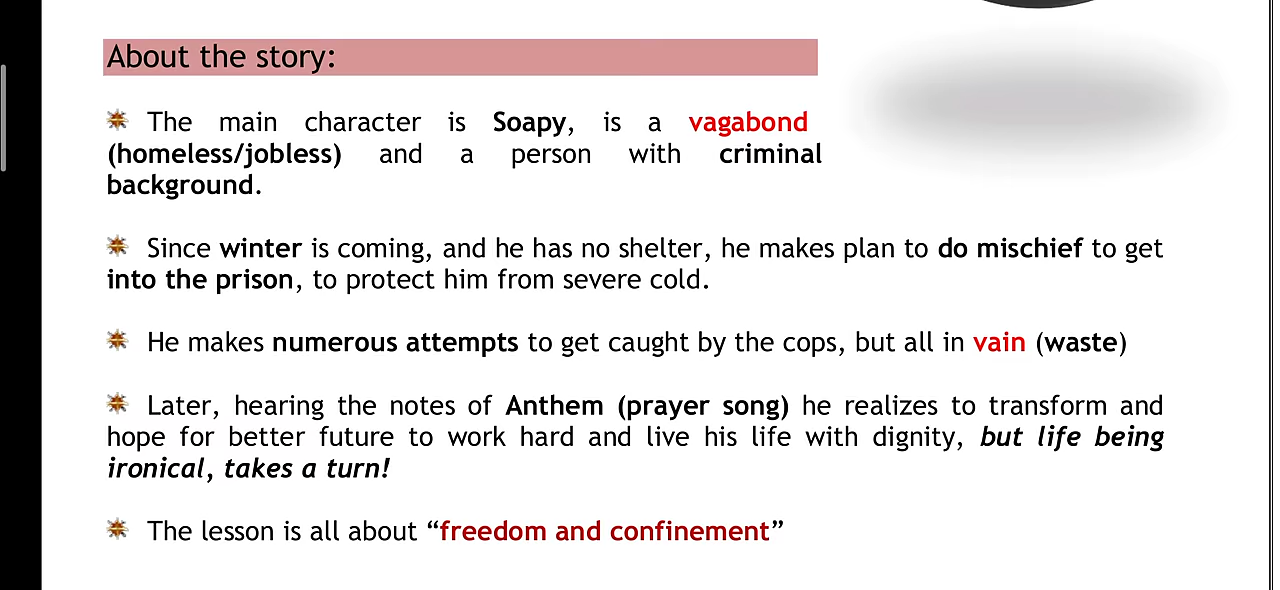 About the story:
The main character is Soapy, is a vagabond
(homeless/jobless) and a person with criminal
background.
Since winter is coming, and he has no shelter, he makes plan to do mischief to get
into the prison, to protect him from severe cold.
He makes numerous attempts to get caught by the cops, but all in vain (waste)
Later, hearing the notes of Anthem (prayer song) he realizes to transform and
hope for better future to work hard and live his life with dignity, but life being
ironical, takes a turn!
The lesson is all about “freedom and confinement”